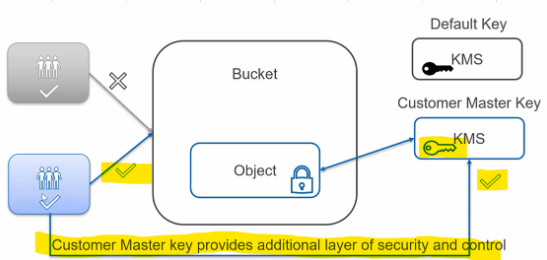 Default Key
KMS
Bucket
Customer Master Key
KMS
Object
Customer Master key provides additional layer of security and control